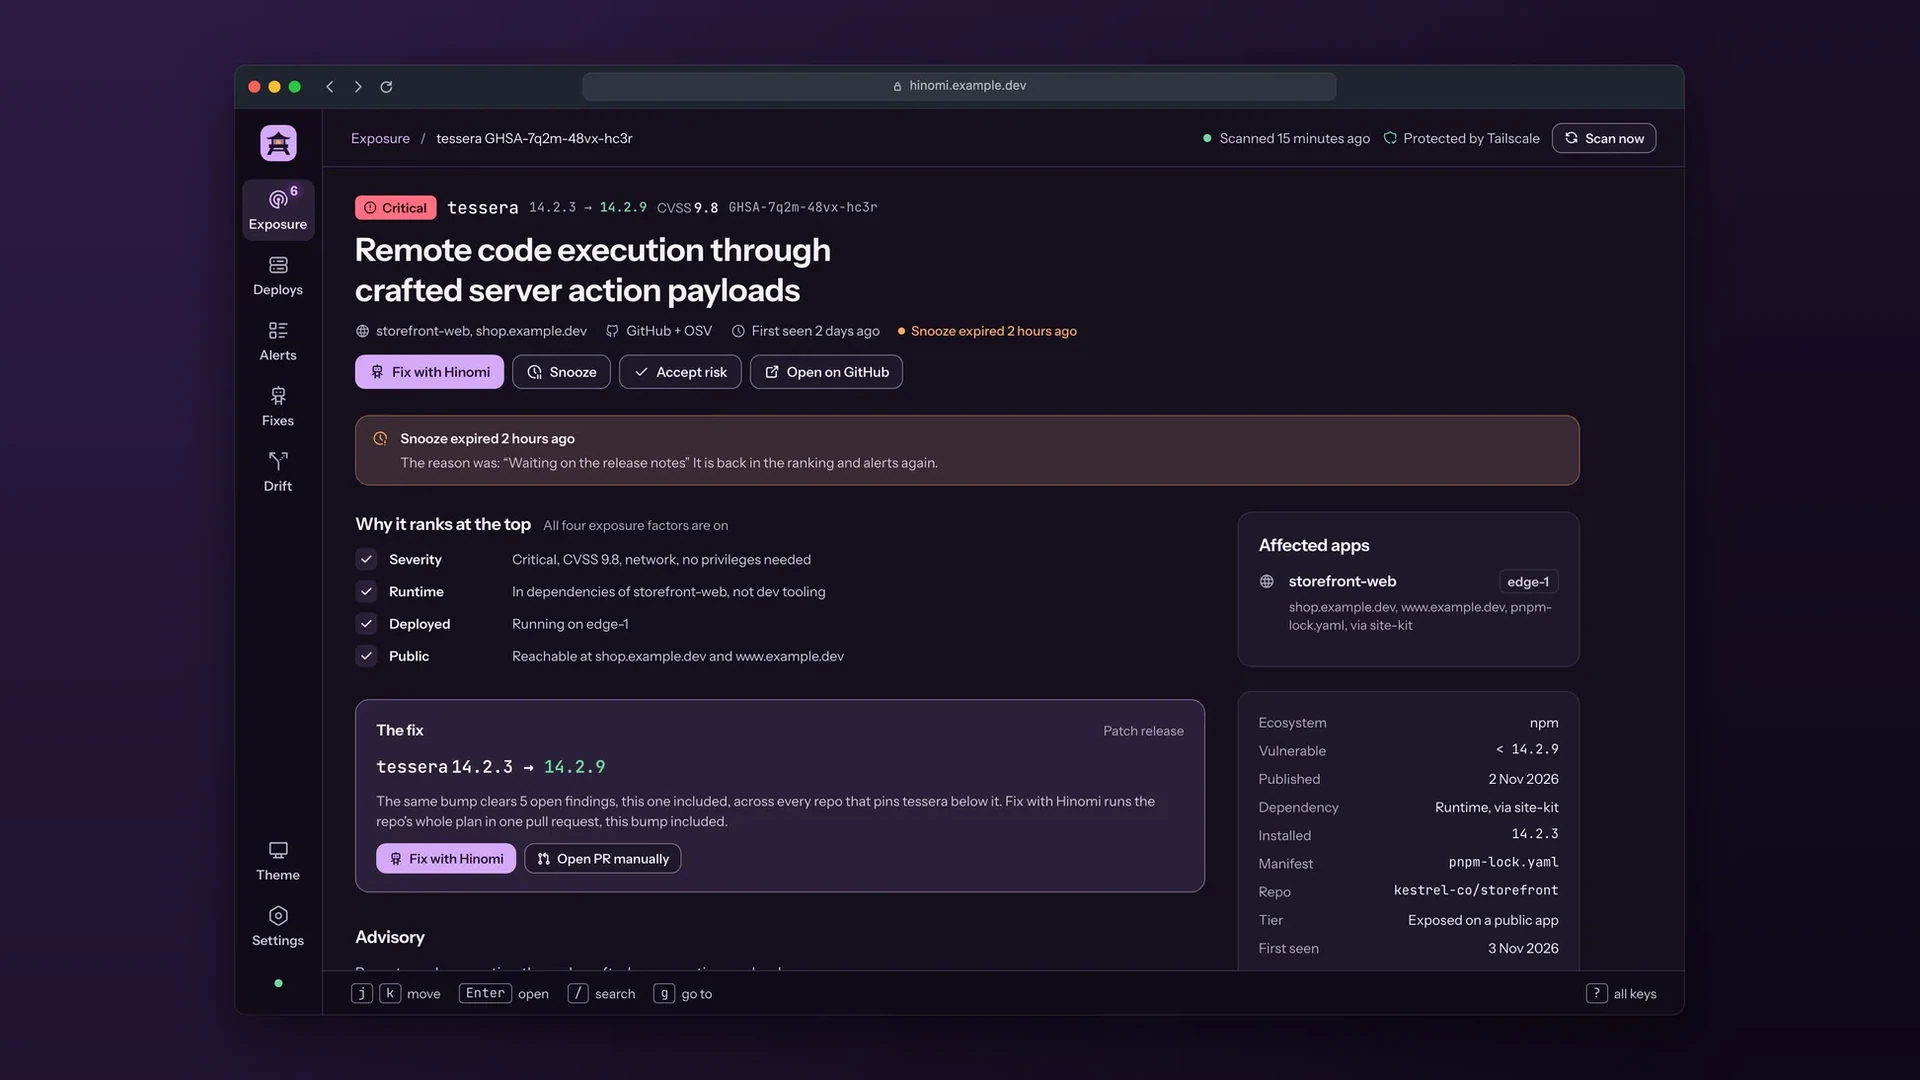 hinomi.example.dev
Exposure / tessera GHSA-7q2m-48vx-hc3r
Scanned 15 minutes ago
Protected by Tailscale
Scan now
6
Exposure
Deploys
Alerts
Fixes
Drift
Theme
Settings
Critical tessera 14.2.3 → 14.2.9 CVSS 9.8 GHSA-7q2m-48vx-hc3r
Remote code execution through
crafted server action payloads
storefront-web, shop.example.dev GitHub + OSV First seen 2 days ago Snooze expired 2 hours ago
Fix with Hinomi Snooze Accept risk Open on GitHub
Snooze expired 2 hours ago
The reason was: “Waiting on the release notes” It is back in the ranking and alerts again.
Why it ranks at the top All four exposure factors are on
Severity Critical, CVSS 9.8, network, no privileges needed
Runtime In dependencies of storefront-web, not dev tooling
Deployed Running on edge-1
Public Reachable at shop.example.dev and www.example.dev
The fix Patch release
tessera 14.2.3 → 14.2.9
The same bump clears 5 open findings, this one included, across every repo that pins tessera below it. Fix with Hinomi runs the
repo’s whole plan in one pull request, this bump included.
Fix with Hinomi Open PR manually
Advisory
Affected apps
storefront-web edge-1
shop.example.dev, www.example.dev, pnpm-
lock.yaml, via site-kit
Ecosystem npm
Vulnerable < 14.2.9
Published 2 Nov 2026
Dependency Runtime, via site-kit
Installed 14.2.3
Manifest pnpm-lock.yaml
Repo kestrel-co/storefront
Tier Exposed on a public app
First seen 3 Nov 2026
j k move Enter open / search g go to
? all keys